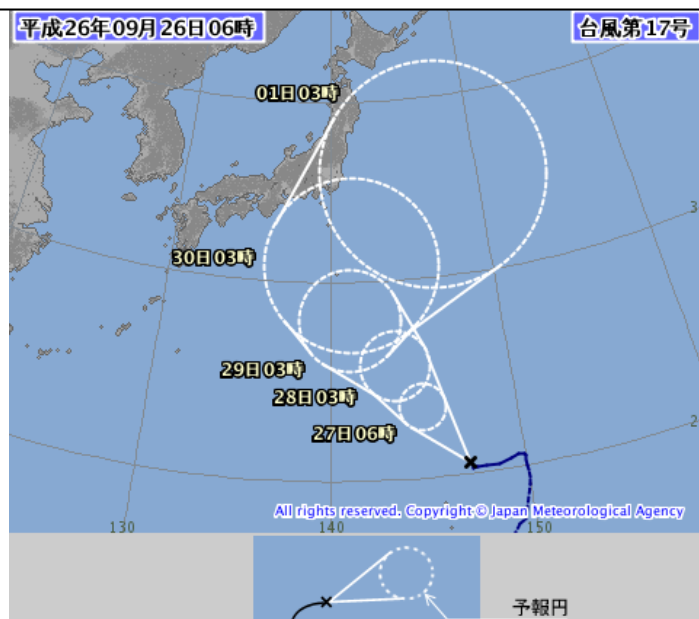 平成26年09月26日06時
台風第17号
01日03時
30日03時
29日03時
28日03時
27日06時
3
2
All rights reserved. Copyright © Japan Meteorological Agency
130
140
150
予報円